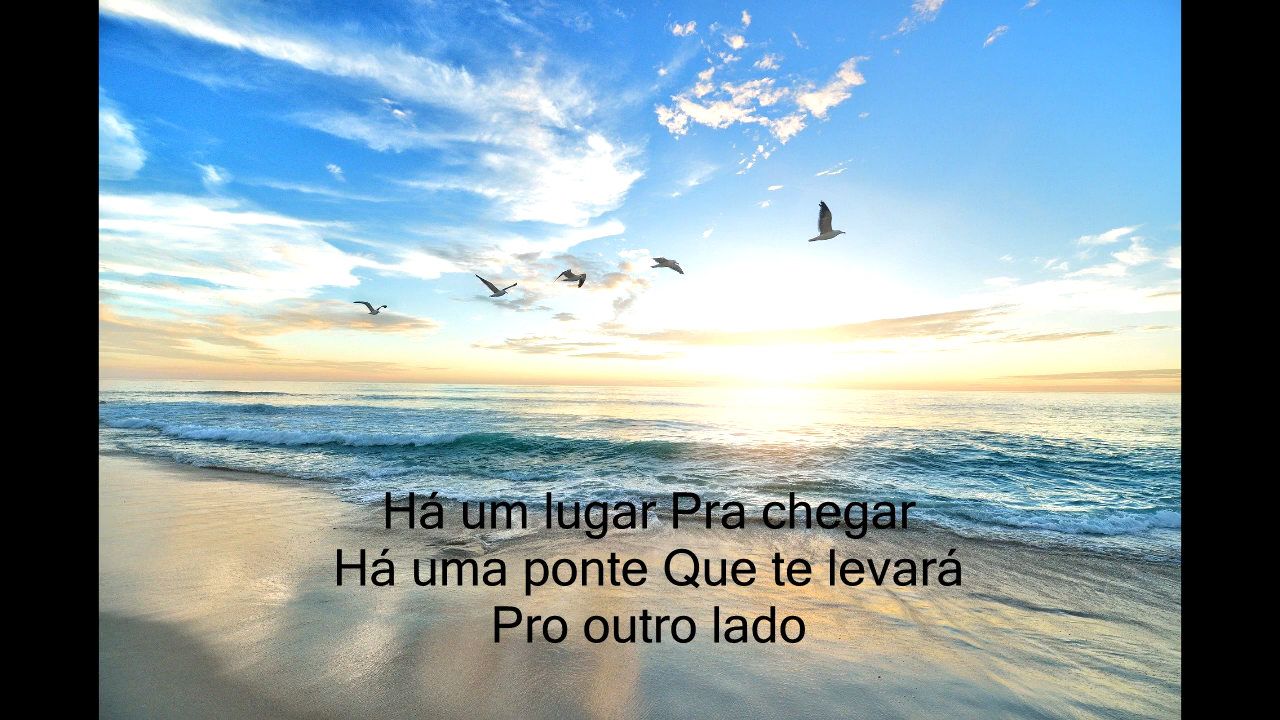 Há um lugar Pra chegar
Há uma ponte Que te levará
Pro outro lado